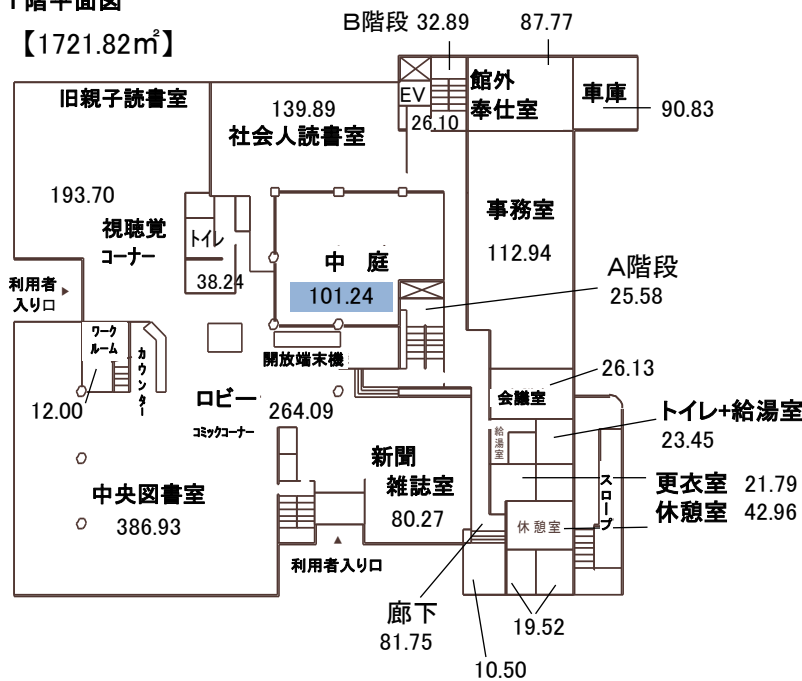 1階平面図
【1721.82㎡】
B階段 32.89
87.77
旧親子読書室
139.89
社会人読書室
EV
26.10
館外
奉仕室
車庫
90.83
193.70
視聴覚
コーナー
トイレ
38.24
中 庭
101.24
事務室
112.94
A階段
25.58
利用者
入り口
ワーク
ルーム
カウンター
開放端末機
26.13
会議室
12.00
ロビー
264.09
コミックコーナー
トイレ+給湯室
23.45
給湯室
新聞
雑誌室
80.27
スロープ
更衣室 21.79
休憩室 42.96
中央図書室
386.93
休憩室
利用者入り口
廊下
81.75
19.52
10.50